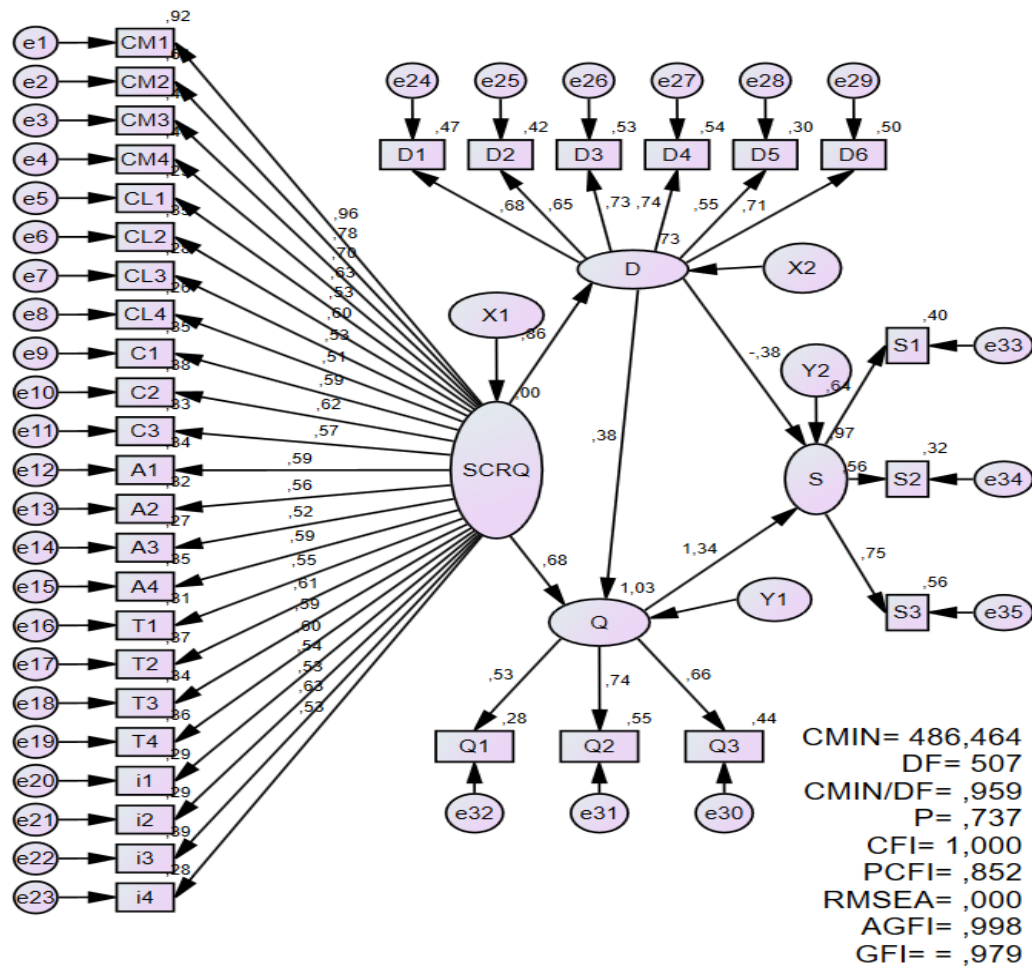 ,92
e1 CM1
e2 CM2
e3 CM3
e4 CM4
e5 CL1
e6 CL2
,28
e7 CL3
,26
e8 CL4
,35
e9 C1
,38
e10 C2
,33
e11 C3
,34
e12 A1
,32
e13 A2
,27
e14 A3
,35
e15 A4
,31
e16 T1
,37
e17 T2
,34
e18 T3
,36
e19 T4
,29
e20 i1
,29
e21 i2
,39
e22 i3
,28
e23 i4
,96
,78
,70
,63
,53
,60
,53
,51
,59
,62
,57
,59
,56
,52
,59
,55
,61
,59
,60
,54
,53
,63
,53
X1
,00
SCRQ
,86
,68
e24 e25 e26 e27 e28 e29
,47 ,42 ,53 ,54 ,30 ,50
D1 D2 D3 D4 D5 D6
,68 ,65 ,73 ,74 ,55 ,71
,73
D
X2
,38
-,38
Y2
,64
S
,97
,56
,75
,40
S1 e33
,32
S2 e34
,56
S3 e35
1,34
1,03
Q
Y1
,53 ,74 ,66
,28 ,55 ,44
Q1 Q2 Q3
e32 e31 e30
CMIN= 486,464
DF= 507
CMIN/DF= ,959
P= ,737
CFI= 1,000
PCFI= ,852
RMSEA= ,000
AGFI= ,998
GFI= = ,979